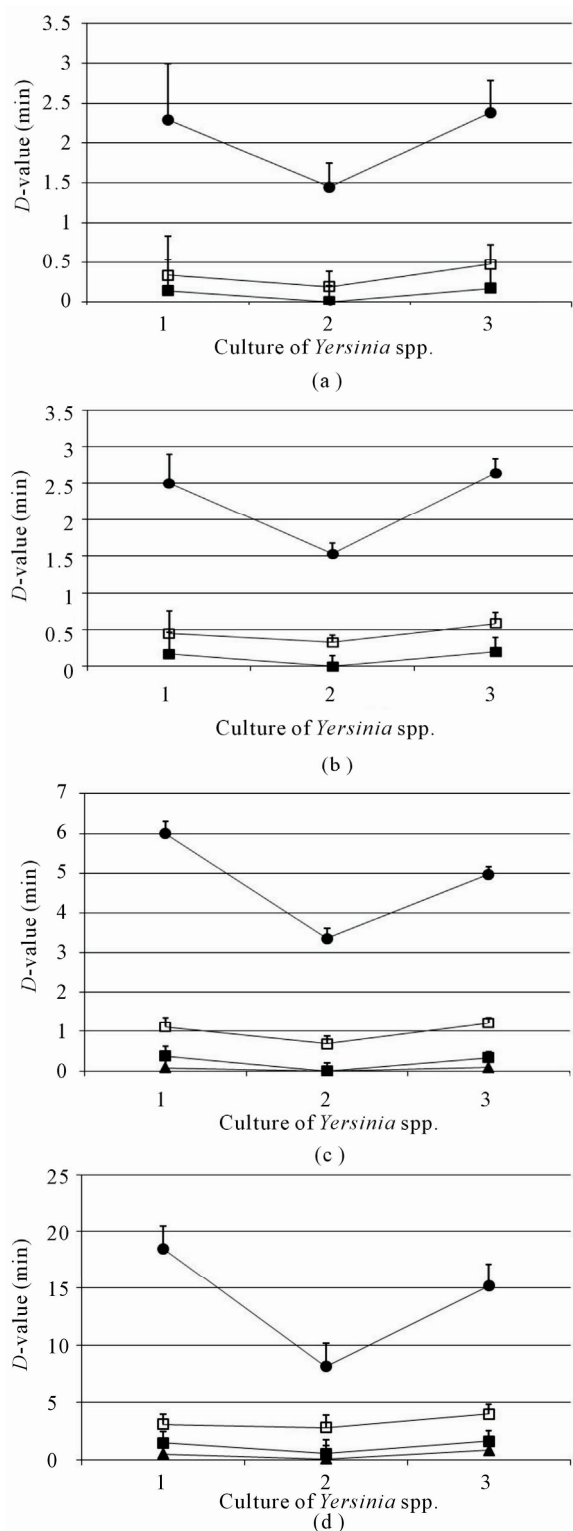 3.5
3
2.5
2
1.5
1
0.5
0
D-value (min)
1 2 3
Culture of Yersinia spp.
(a)
3.5
3
2.5
2
1.5
1
0.5
0
D-value (min)
1 2 3
Culture of Yersinia spp.
(b)
7
6
5
4
3
2
1
0
D-value (min)
1 2 3
Culture of Yersinia spp.
(c)
25
20
15
10
5
0
D-value (min)
1 2 3
Culture of Yersinia spp.
(d)